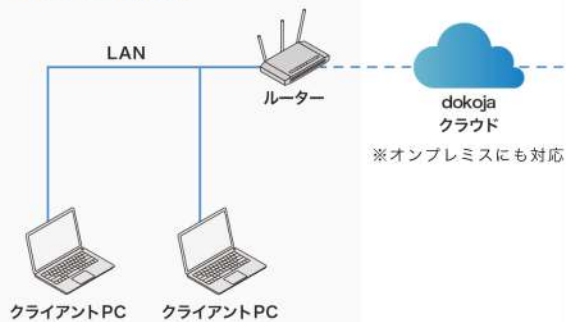 LAN
ルーター
dokoja
クラウド
※オンプレミスにも対応
クライアントPC
クライアントPC